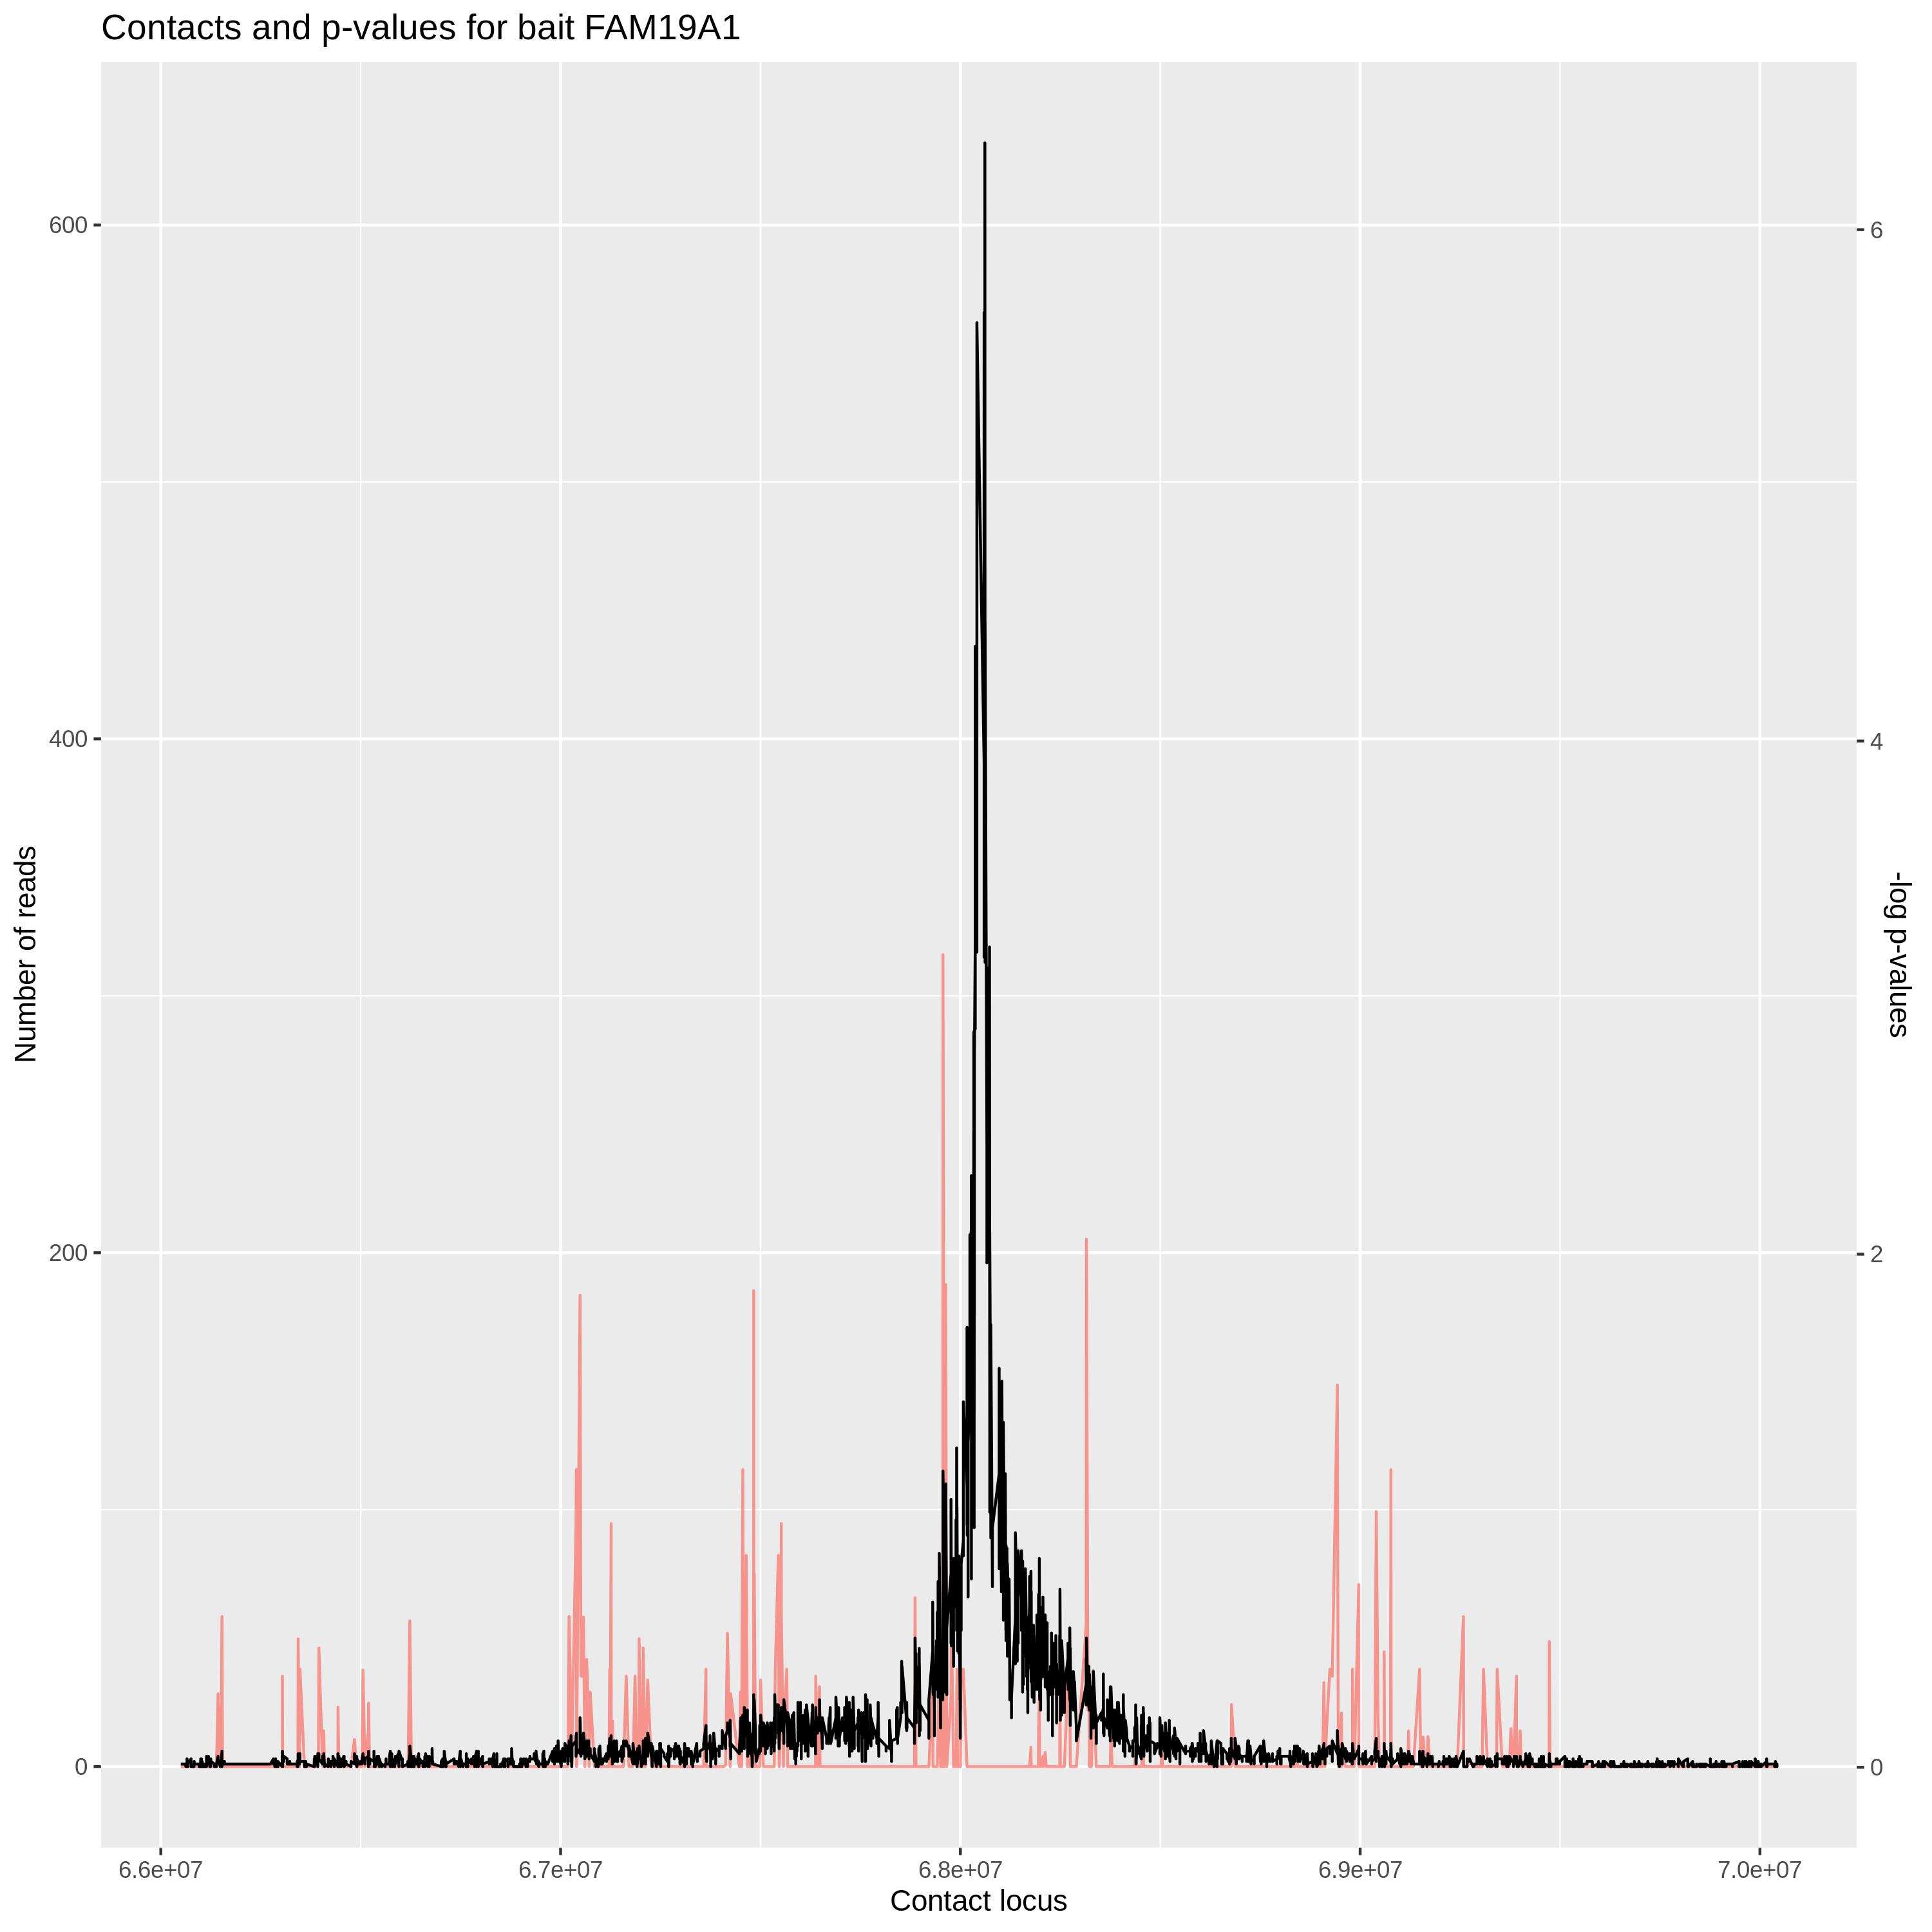 Contacts and p-values for bait FAM19A1
600
400
200
0
Number of reads
6
4
2
0
-log p-values
6.6e+07 6.7e+07 6.8e+07 6.9e+07 7.0e+07
Contact locus